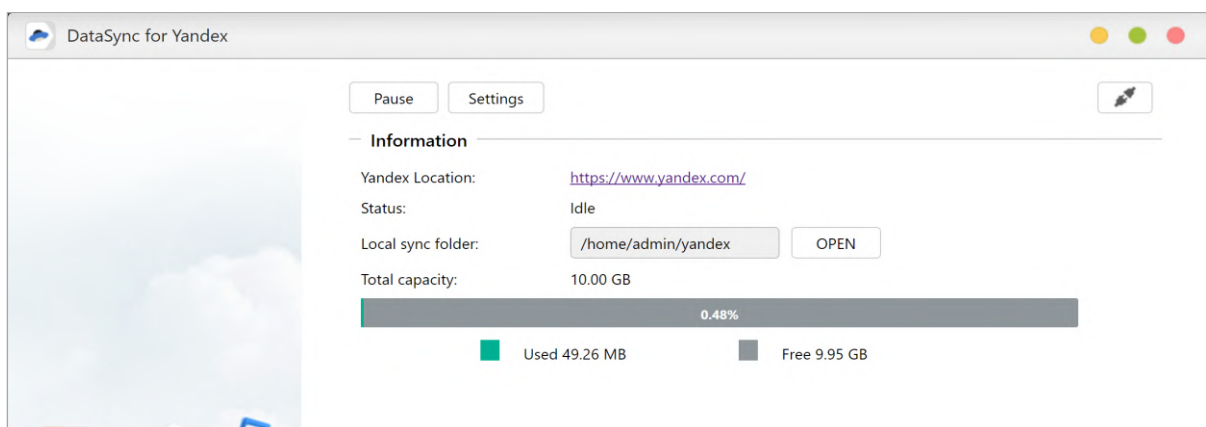 DataSync for Yandex
Pause Settings
Information
Yandex Location: https://www.yandex.com/
Status: Idle
Local sync folder: /home/admin/yandex OPEN
Total capacity: 10.00 GB
0.48%
Used 49.26 MB Free 9.95 GB